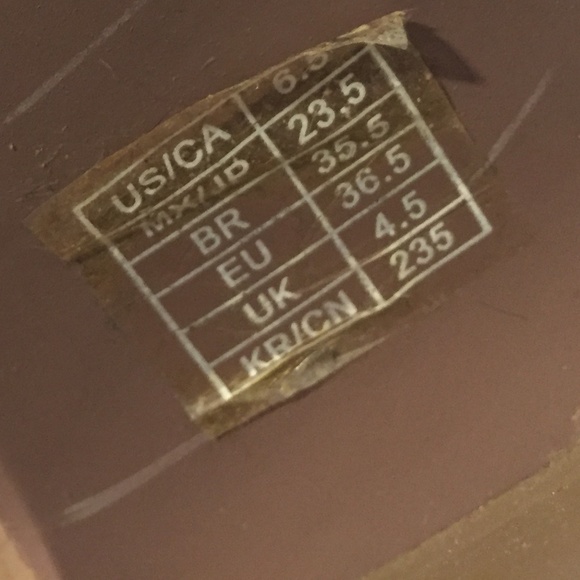 US/CA 6.5
MX/JP 23.5
BR 35.5
EU 36.5
UK 4.5
KR/CN 235